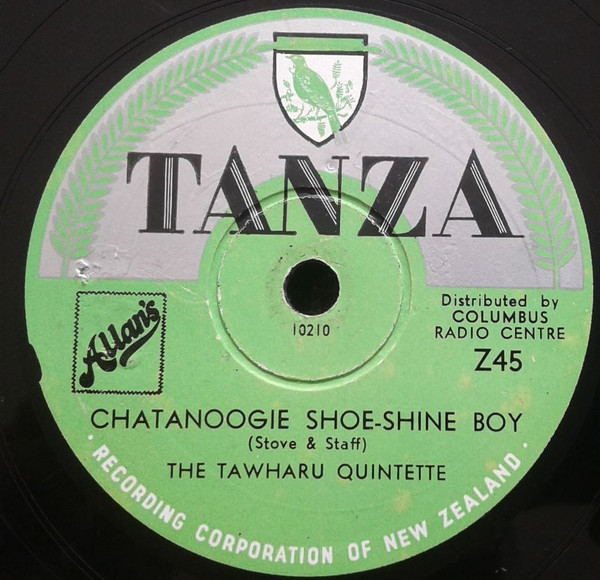 TANZA
Allan's
10210
Distributed by
COLUMBUS
RADIO CENTRE
Z45
CHATANOOGIE SHOE-SHINE BOY
(Stove & Staff)
THE TAWHARU QUINTETTE
· RECORDING CORPORATION OF NEW ZEALAND ·